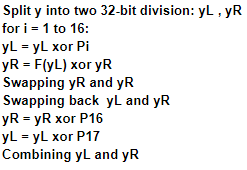 Split y into two 32-bit division: yL , yR
for i = 1 to 16:
yL = yL xor Pi
yR = F(yL) xor yR
Swapping yR and yR
Swapping back  yL and yR
yR = yR xor P16
yL = yL xor P17
Combining yL and yR